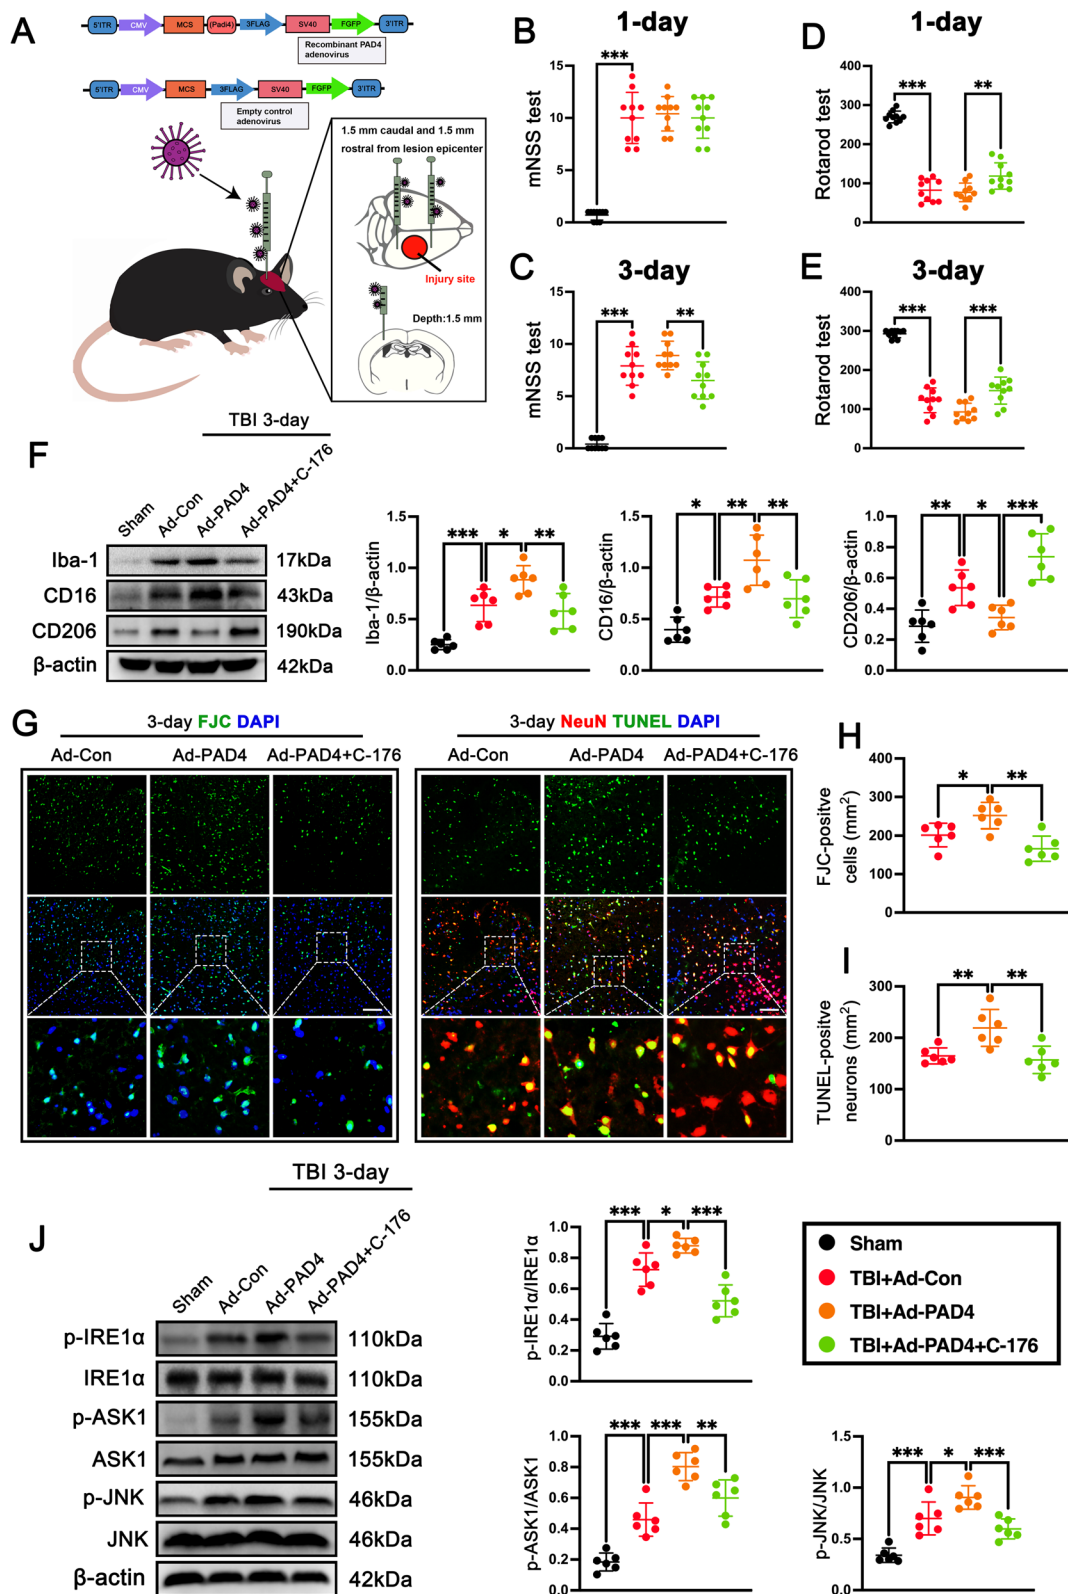 A
5'ITR CMV MCS (Padi4) 3FLAG SV40 FGFP 3'ITR
Recombinant PAD4
adenovirus
5'ITR CMV MCS 3FLAG SV40 FGFP 3'ITR
Empty control
adenovirus
1.5 mm caudal and 1.5 mm
rostral from lesion epicenter
Injury site
Depth:1.5 mm
B
1-day
mNSS test
15
10
5
0
***
C
mNSS test
15
10
5
0
***
**
D
1-day
Rotarod test
400
300
200
100
0
***
**
E
3-day
Rotarod test
400
300
200
100
0
***
***
F
TBI 3-day
Sham
Ad-Con
Ad-PAD4
Ad-PAD4+C-176
Iba-1 17kDa
CD16 43kDa
CD206 190kDa
β-actin 42kDa
Iba-1/β-actin
1.5
1.0
0.5
0.0
***
*
**
CD16/β-actin
1.5
1.0
0.5
0.0
*
**
**
CD206/β-actin
1.0
0.8
0.6
0.4
0.2
0.0
**
*
***
G
3-day FJC DAPI
Ad-Con Ad-PAD4 Ad-PAD4+C-176
3-day NeuN TUNEL DAPI
Ad-Con Ad-PAD4 Ad-PAD4+C-176
H
FJC-positve
cells (mm2)
400
300
200
100
0
*
**
I
TUNEL-positve
neurons (mm2)
300
200
100
0
**
**
J
TBI 3-day
Sham
Ad-Con
Ad-PAD4
Ad-PAD4+C-176
p-IRE1α 110kDa
IRE1α 110kDa
p-ASK1 155kDa
ASK1 155kDa
p-JNK 46kDa
JNK 46kDa
β-actin 42kDa
p-IRE1α/IRE1α
1.0
0.8
0.6
0.4
0.2
0.0
***
*
***
Sham
TBI+Ad-Con
TBI+Ad-PAD4
TBI+Ad-PAD4+C-176
p-ASK1/ASK1
1.0
0.8
0.6
0.4
0.2
0.0
***
***
**
p-JNK/JNK
1.5
1.0
0.5
0.0
***
*
***